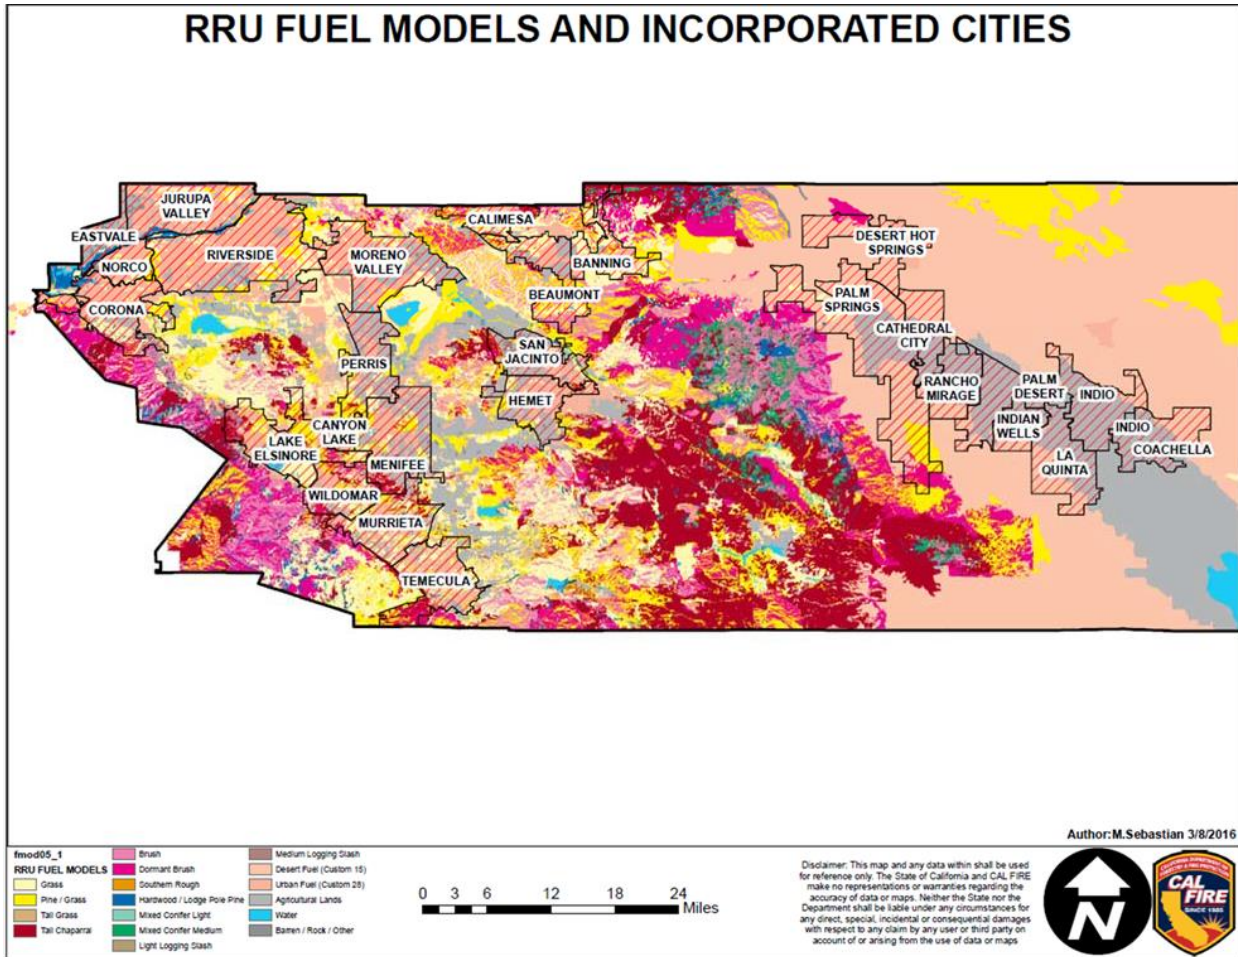 RRU FUEL MODELS AND INCORPORATED CITIES
JURUPA
VALLEY
EASTVALE
NORCO
RIVERSIDE
CORONA
MORENO
VALLEY
CALIMESA
BANNING
BEAUMONT
PERRIS
SAN
JACINTO
HEMET
CANYON
LAKE
LAKE
ELSINORE
MENIFEE
WILDOMAR
MURRIETA
TEMECULA
DESERT HOT
SPRINGS
PALM
SPRINGS
CATHEDRAL
CITY
RANCHO
MIRAGE
PALM
DESERT
INDIO
INDIAN
WELLS
INDIO
COACHELLA
LA
QUINTA
Author:M.Sebastian 3/8/2016
fmod05_1
RRU FUEL MODELS
Grass
Pine / Grass
Tall Grass
Tall Chaparral
Brush
Dormant Brush
Southern Rough
Hardwood / Lodge Pole Pine
Mixed Conifer Light
Mixed Conifer Medium
Light Logging Slash
Medium Logging Slash
Desert Fuel (Custom 15)
Urban Fuel (Custom 28)
Agricultural Lands
Water
Barren / Rock / Other
0 3 6 12 18 24
Miles
Disclaimer: This map and any data within shall be used
for reference only. The State of California and CAL FIRE
make no representations or warranties regarding the
accuracy of data or maps. Neither the State nor the
Department shall be liable under any circumstances for
any direct, special, incidental or consequential damages
with respect to any claim by any user or third party on
account of or arising from the use of data or maps
N
CAL
FIRE
SINCE 1885